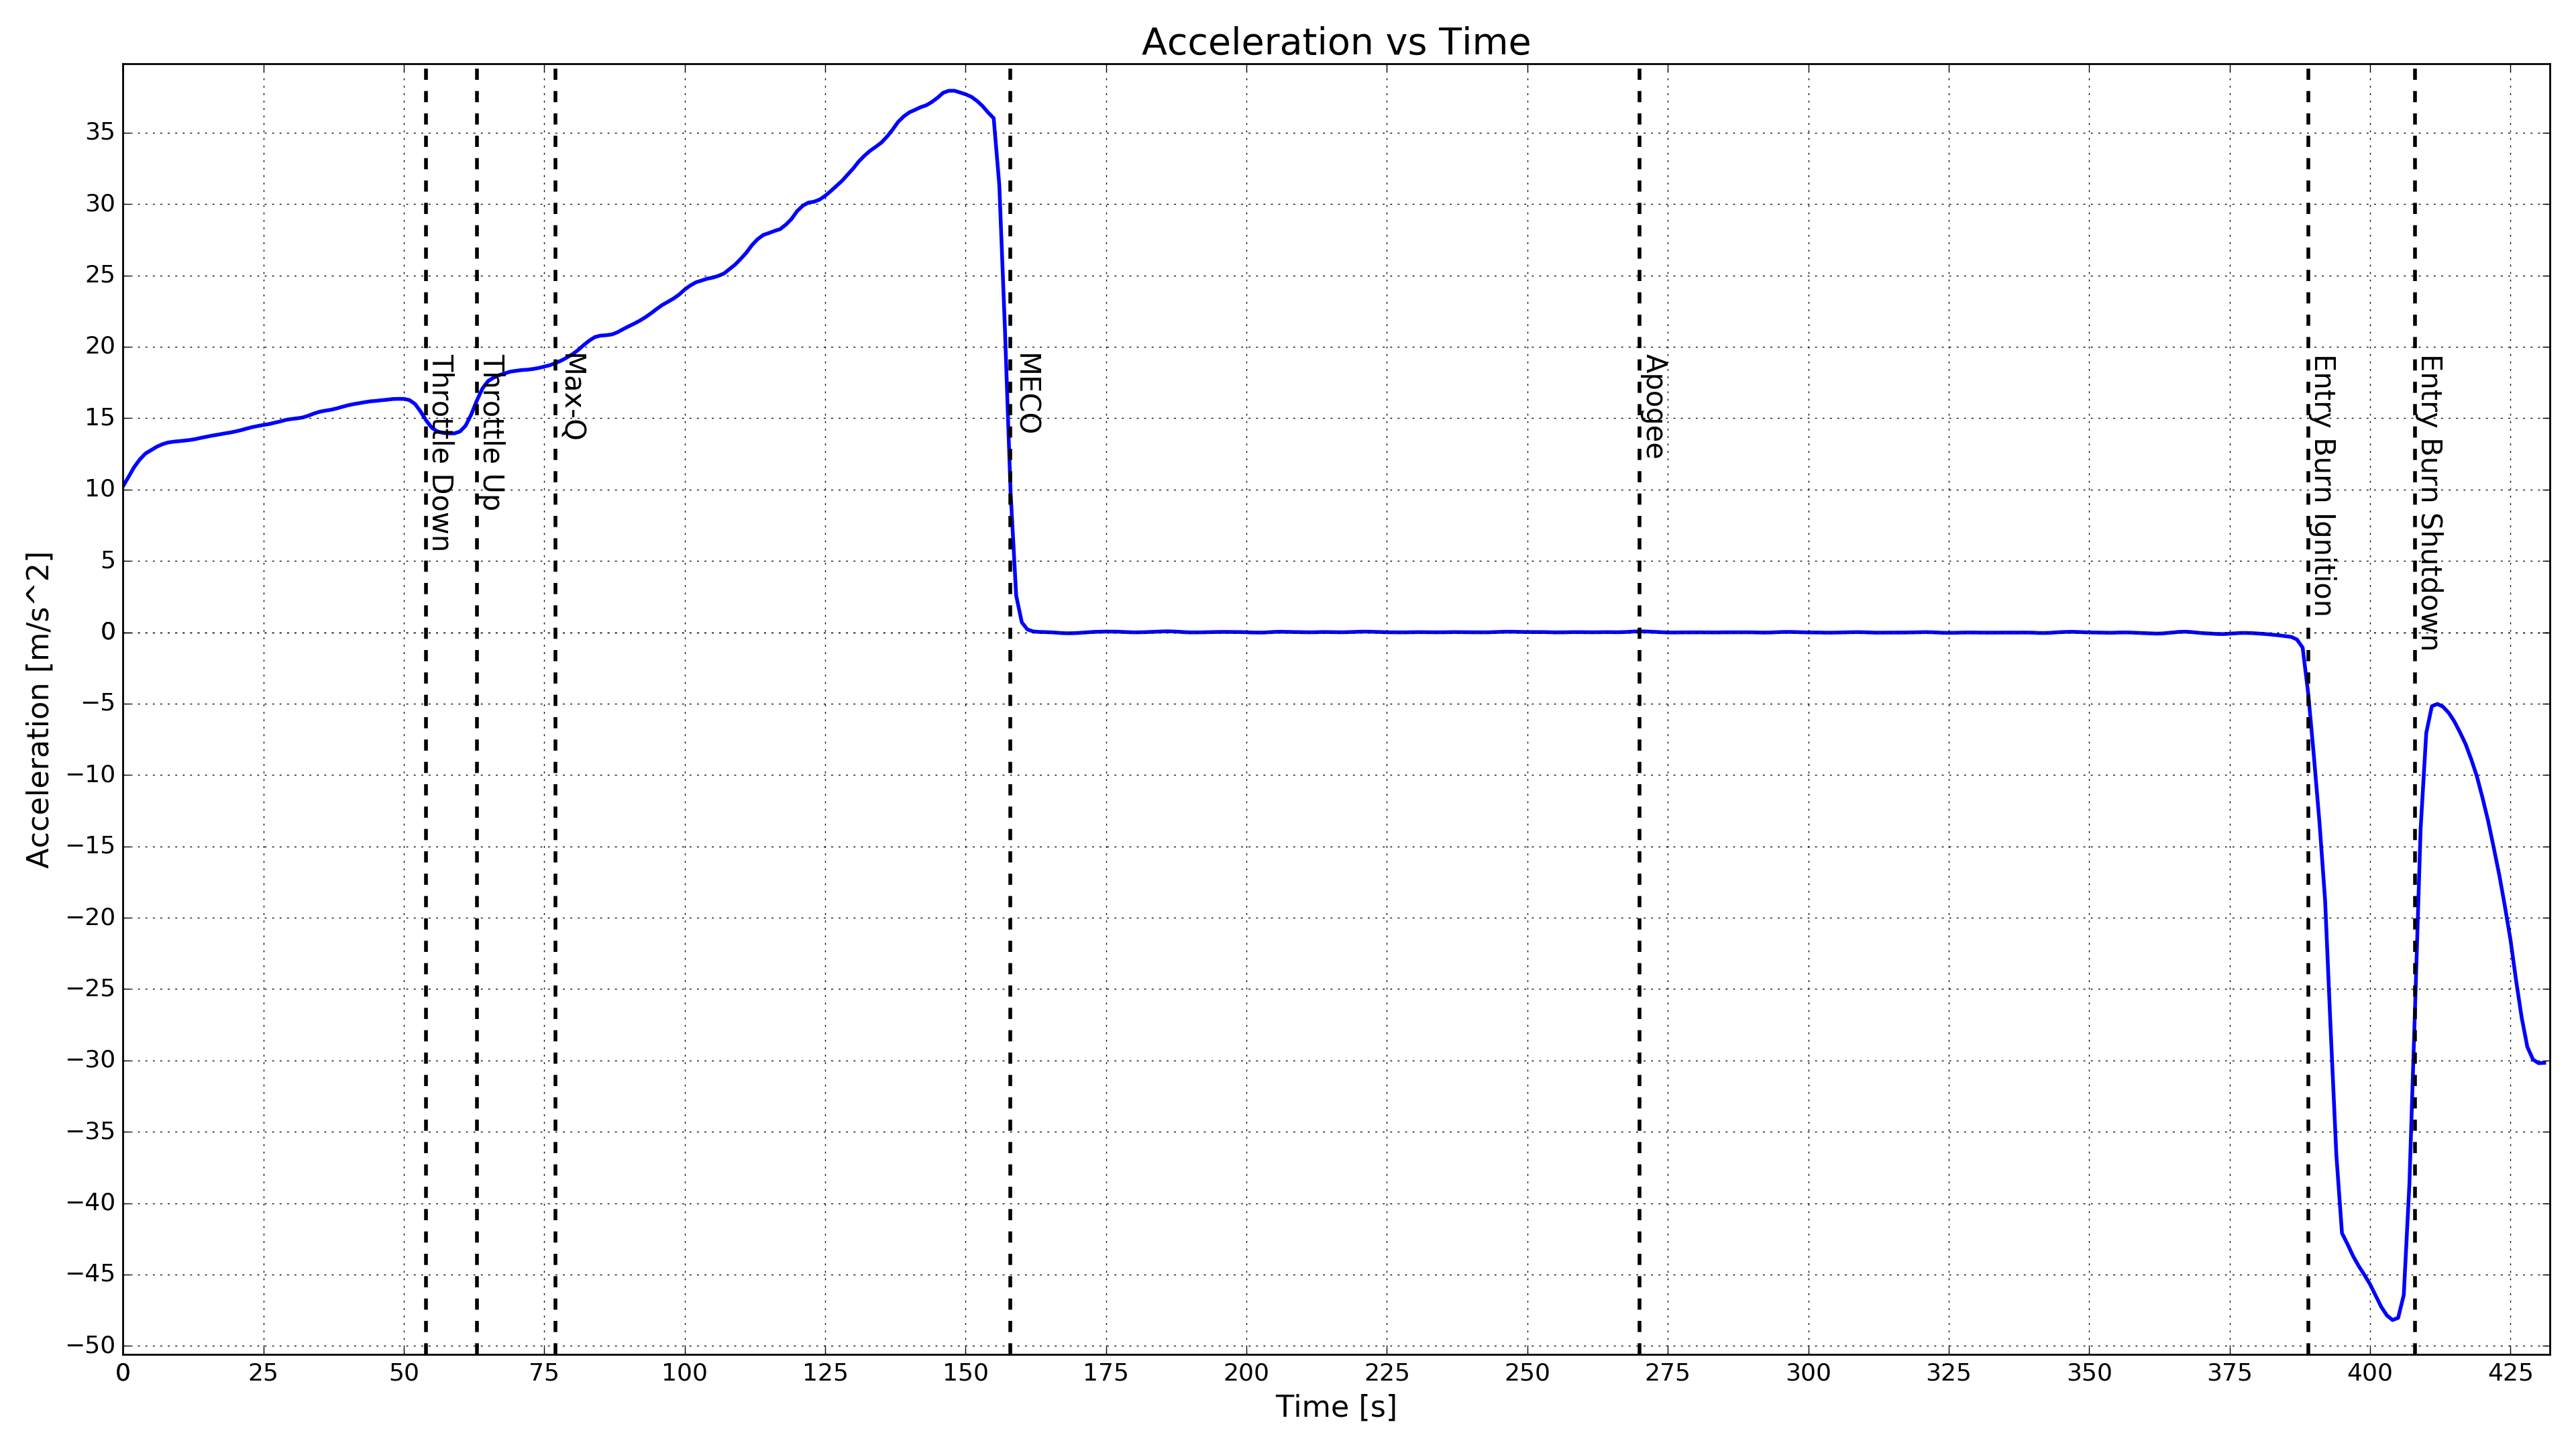 Acceleration vs Time
Acceleration [m/s^2]
35
30
25
20
15
10
5
0
−5
−10
−15
−20
−25
−30
−35
−40
−45
−50
Throttle Down
Throttle Up
Max-Q
MECO
Apogee
Entry Burn Ignition
Entry Burn Shutdown
0 25 50 75 100 125 150 175 200 225 250 275 300 325 350 375 400 425
Time [s]